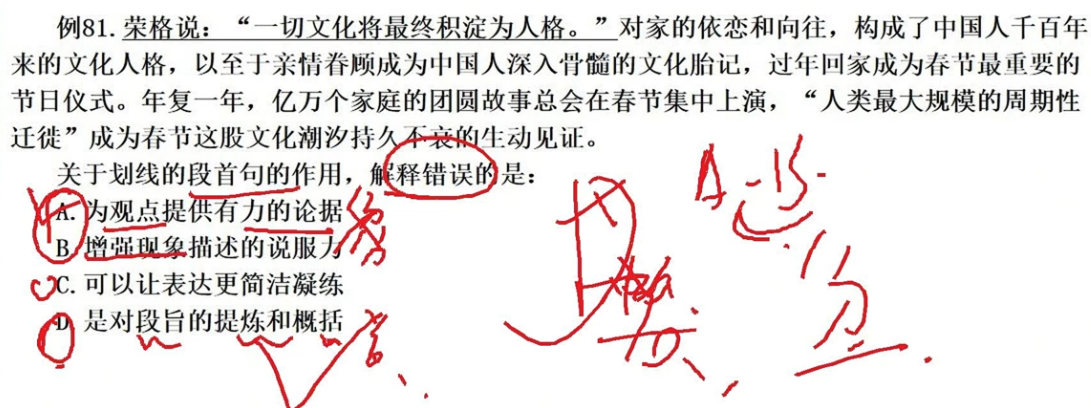 例81. 荣格说：“一切文化将最终积淀为人格。”对家的依恋和向往，构成了中国人千百年
来的文化人格，以至于亲情眷顾成为中国人深入骨髓的文化胎记，过年回家成为春节最重要的
节日仪式。年复一年，亿万个家庭的团圆故事总会在春节集中上演，“人类最大规模的周期性
迁徙”成为春节这股文化潮汐持久不衰的生动见证。
关于划线的段首句的作用，解释错误的是：
A. 为观点提供有力的论据
B. 增强现象描述的说服力
C. 可以让表达更简洁凝练
D. 是对段旨的提炼和概括